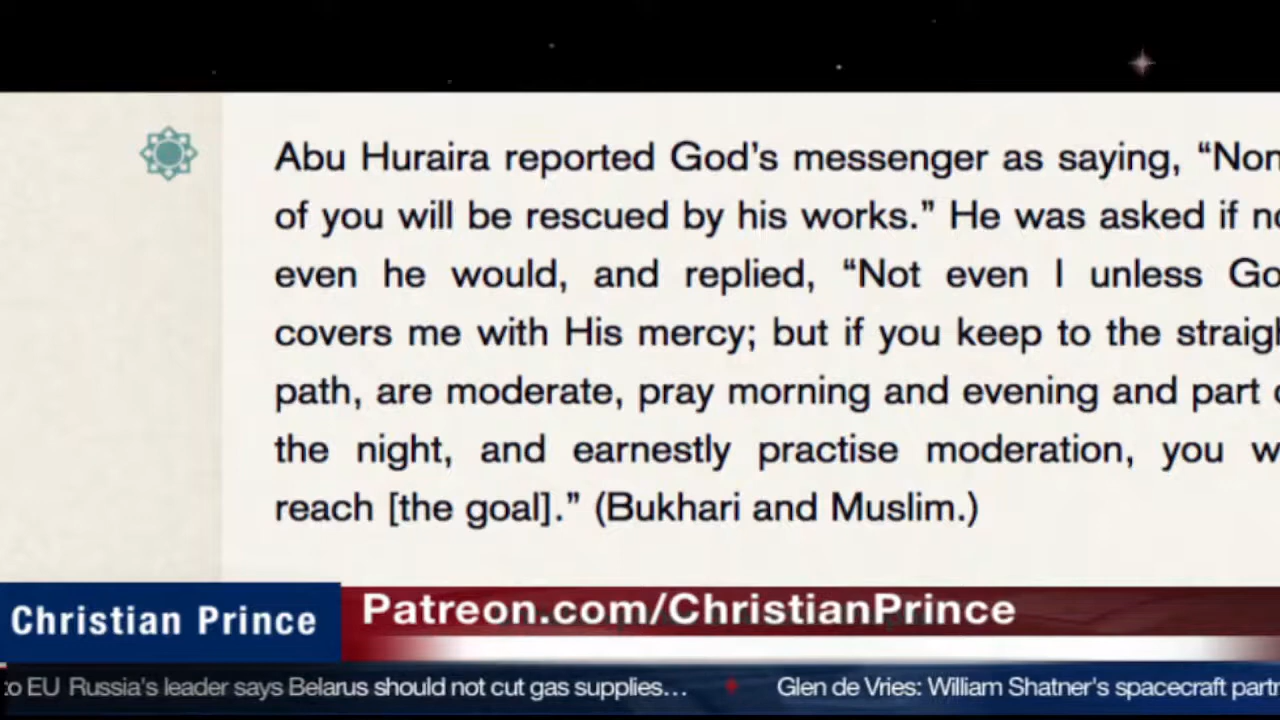 Abu Huraira reported God's messenger as saying, “Non
of you will be rescued by his works.” He was asked if no
even he would, and replied, “Not even I unless Go
covers me with His mercy; but if you keep to the straigh
path, are moderate, pray morning and evening and part o
the night, and earnestly practise moderation, you w
reach [the goal].” (Bukhari and Muslim.)
Christian Prince
Patreon.com/ChristianPrince
to EU Russia's leader says Belarus should not cut gas supplies... Glen de Vries: William Shatner's spacecraft partn